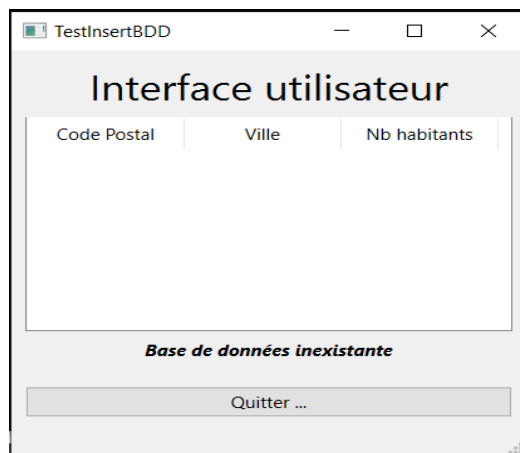 TestInsertBDD
Interface utilisateur
Code Postal Ville Nb habitants
Base de données inexistante
Quitter ...